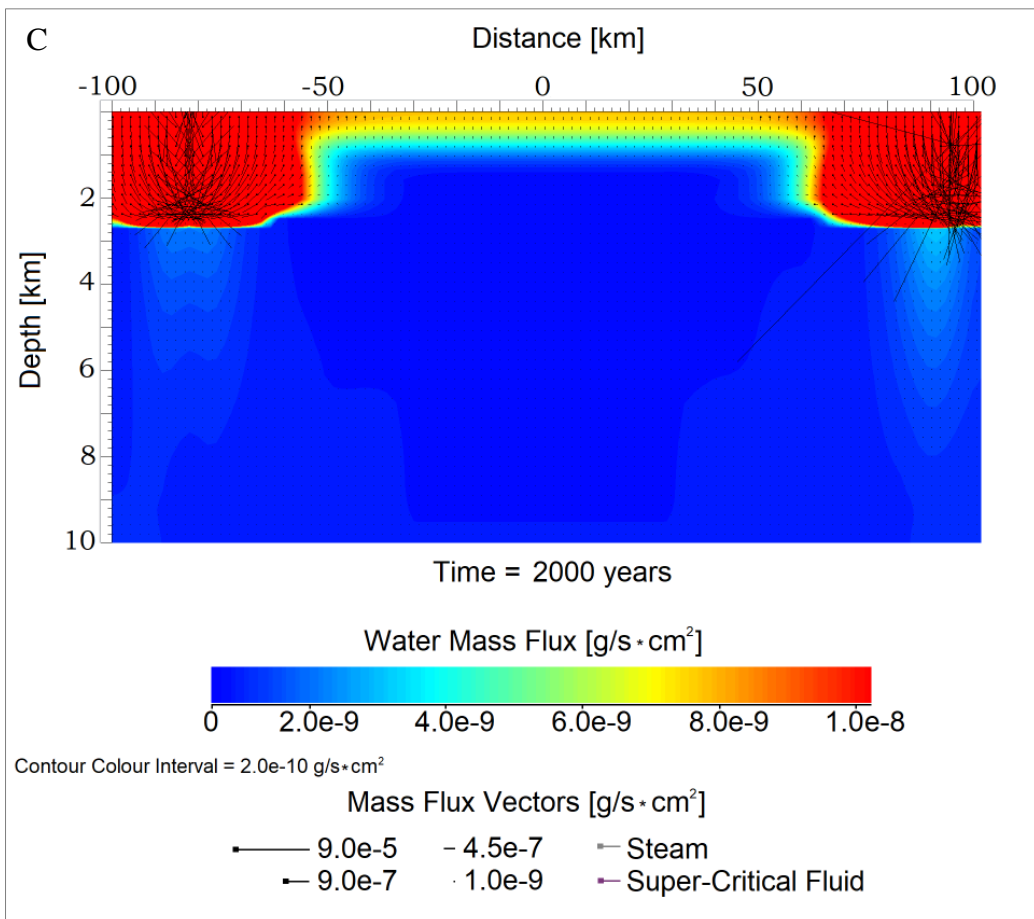 C
Distance [km]
-100 -50 0 50 100
Depth [km]
2
4
6
8
10
Time = 2000 years
Water Mass Flux [g/s*cm²]
0 2.0e-9 4.0e-9 6.0e-9 8.0e-9 1.0e-8
Contour Colour Interval = 2.0e-10 g/s*cm²
Mass Flux Vectors [g/s*cm²]
9.0e-5 4.5e-7 Steam
9.0e-7 1.0e-9 Super-Critical Fluid